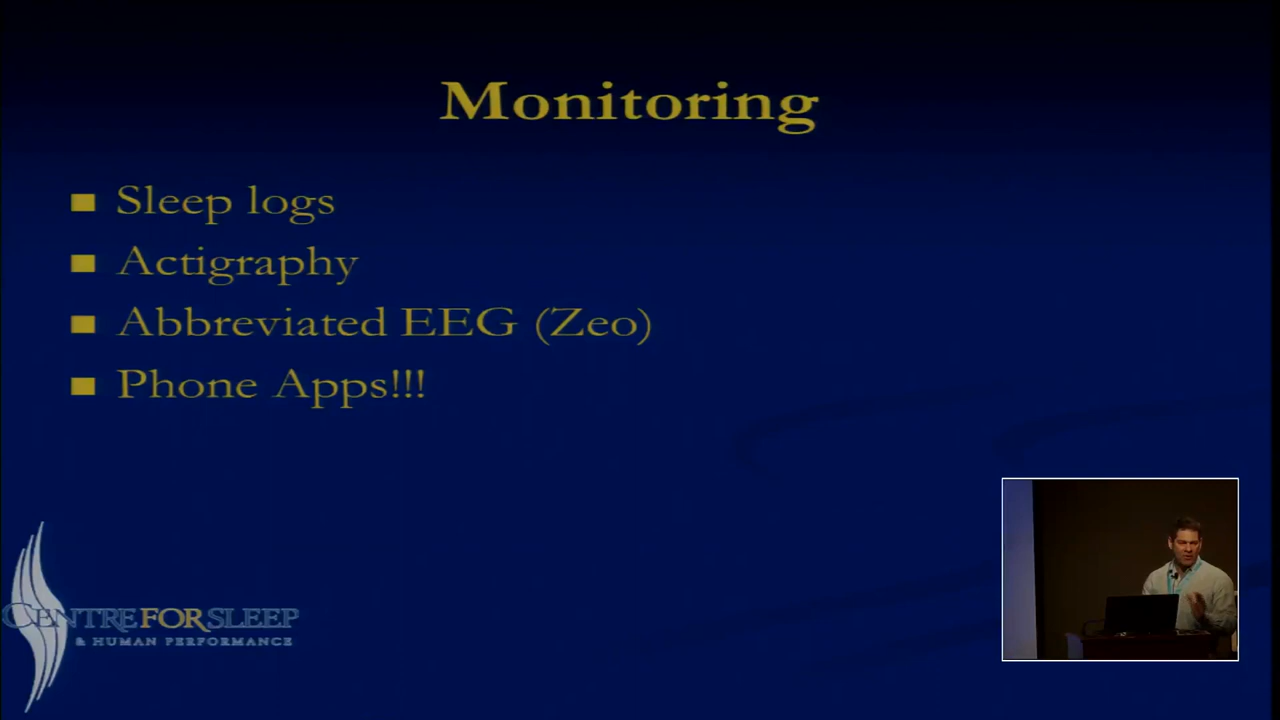 Monitoring
Sleep logs
Actigraphy
Abbreviated EEG (Zeo)
Phone Apps!!!
CENTRE FOR SLEEP
& HUMAN PERFORMANCE